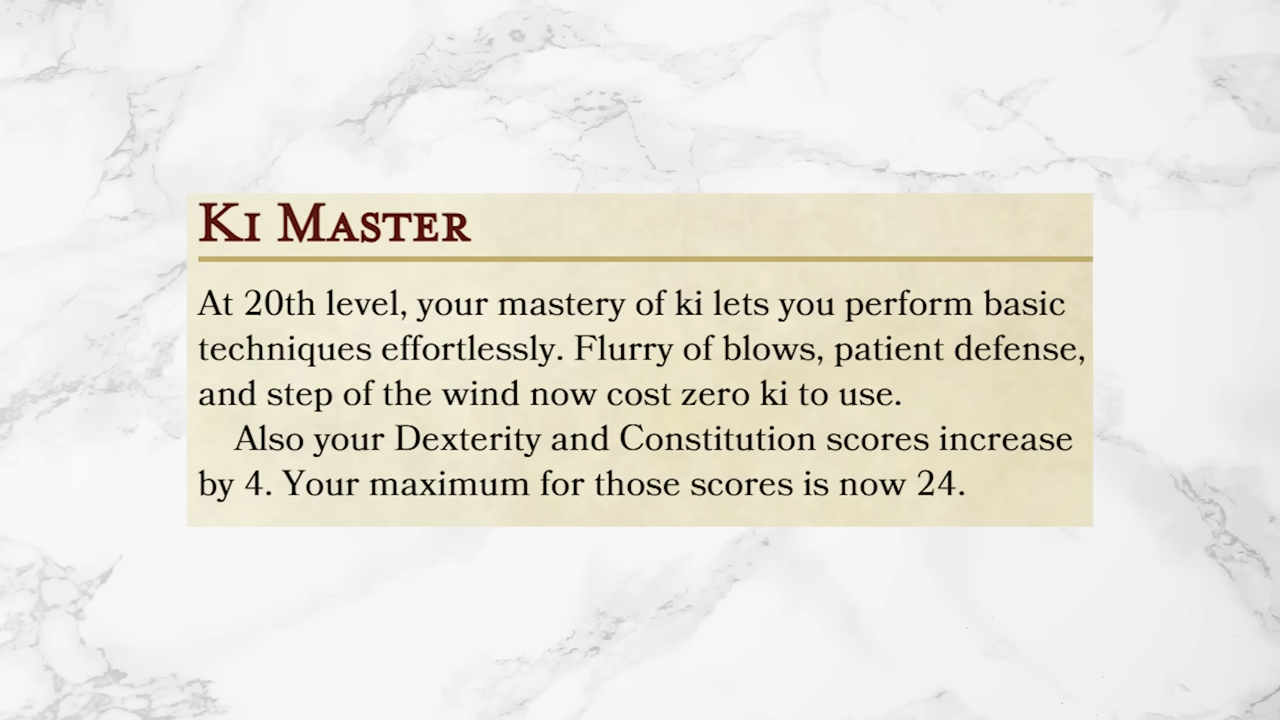 Ki Master
At 20th level, your mastery of ki lets you perform basic
techniques effortlessly. Flurry of blows, patient defense,
and step of the wind now cost zero ki to use.
Also your Dexterity and Constitution scores increase
by 4. Your maximum for those scores is now 24.